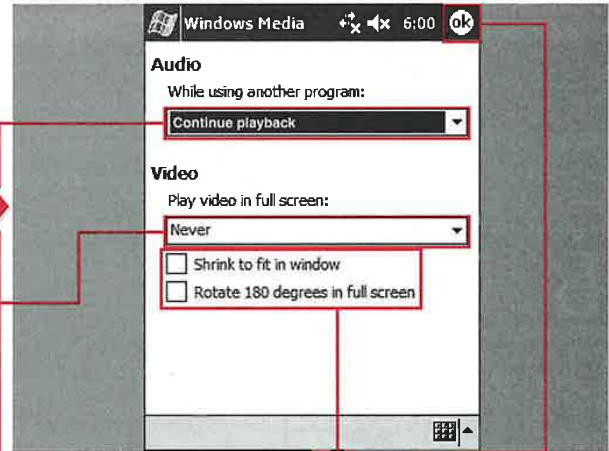 Windows Media 6:00 ok
Audio
While using another program:
Continue playback
Video
Play video in full screen:
Never
Shrink to fit in window
Rotate 180 degrees in full screen